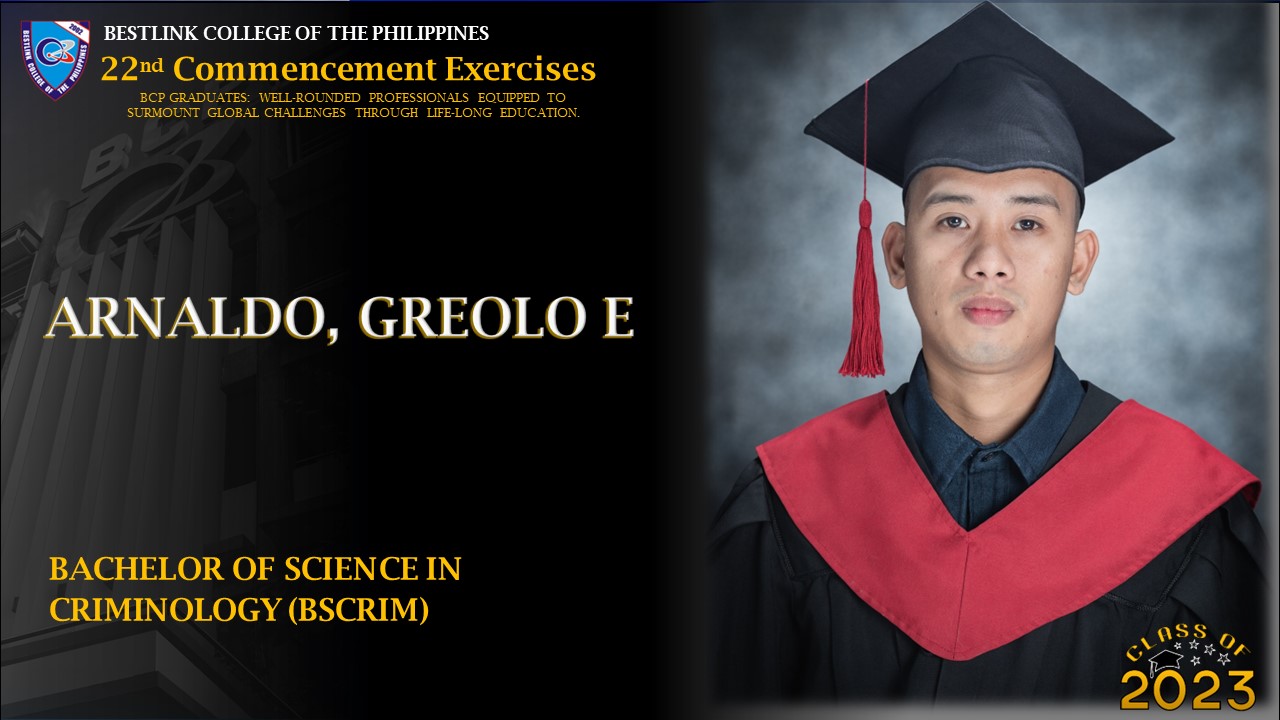 2002
BESTLINK COLLEGE OF THE PHILIPPINES
BESTLINK COLLEGE OF THE PHILIPPINES
22nd Commencement Exercises
BCP GRADUATES: WELL-ROUNDED PROFESSIONALS EQUIPPED TO
SURMOUNT GLOBAL CHALLENGES THROUGH LIFE-LONG EDUCATION.
ARNALDO, GREOLO E
BACHELOR OF SCIENCE IN
CRIMINOLOGY (BSCRIM)
CLASS OF
2023